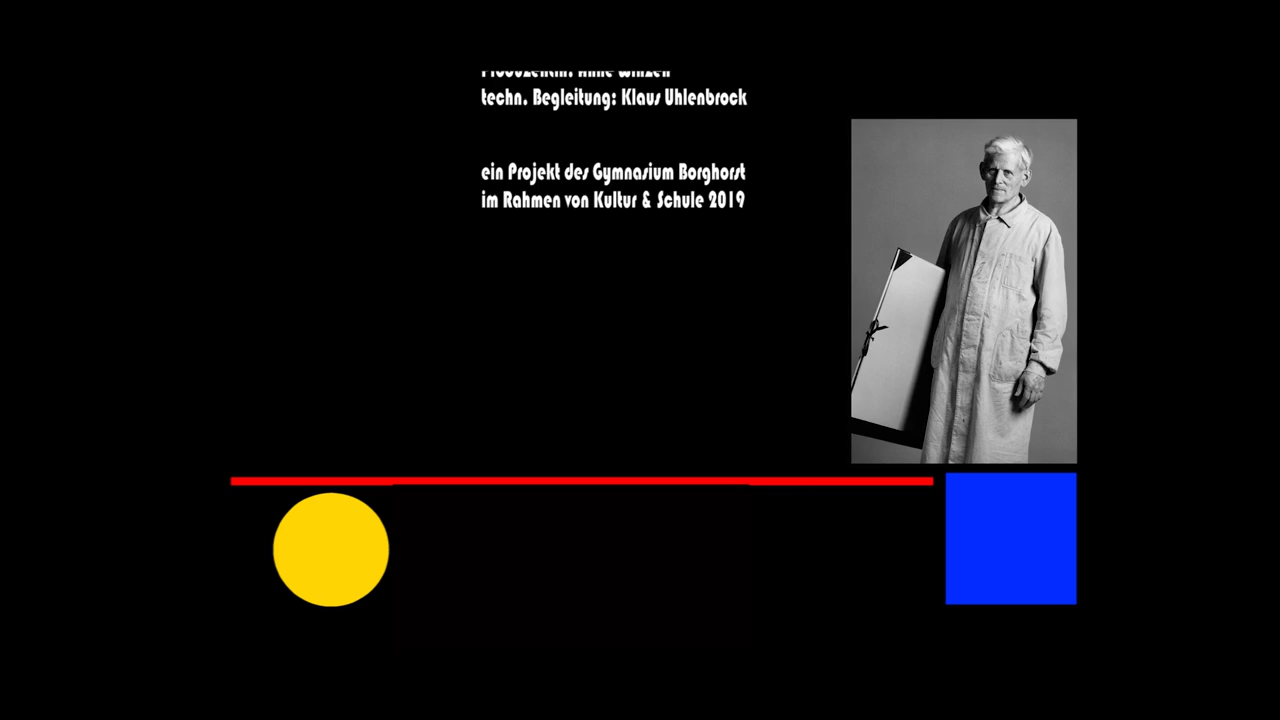 techn. Begleitung: Klaus Uhlenbrock
ein Projekt des Gymnasium Borghorst
im Rahmen von Kultur & Schule 2019